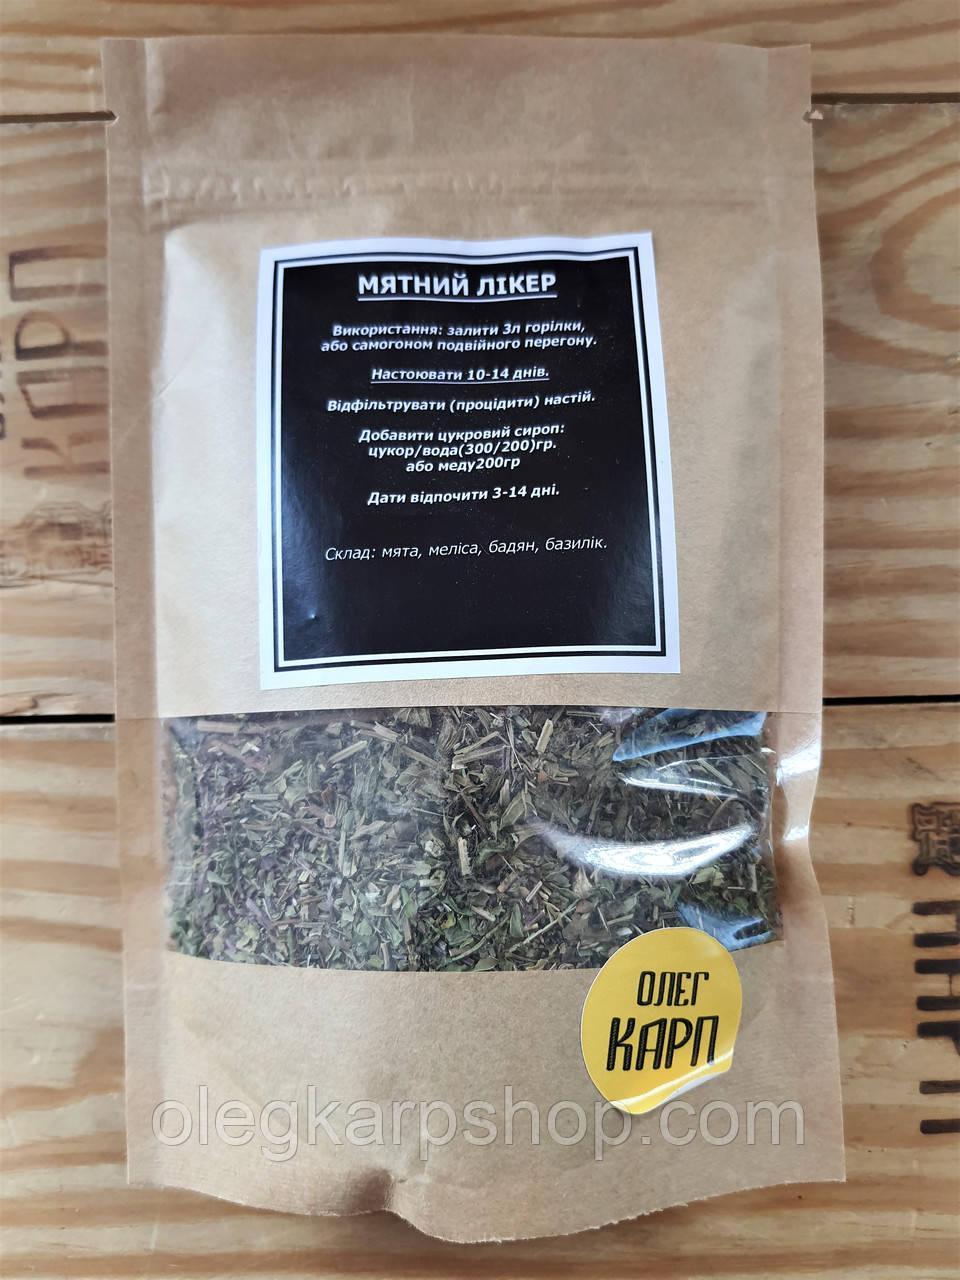 МЯТНИЙ ЛІКЕР
Використання: залити 3л горілки,
або самогоном подвійного перегону.
Настоювати 10-14 днів.
Відфільтрувати (процідити) настій.
Добавити цукровий сироп:
цукор/вода(300/200)гр.
або меду200гр
Дати відпочити 3-14 дні.
Склад: мята, меліса, бадян, базилік.
ОЛЕГ
КАРП
olegkarpshop.com
КАРП